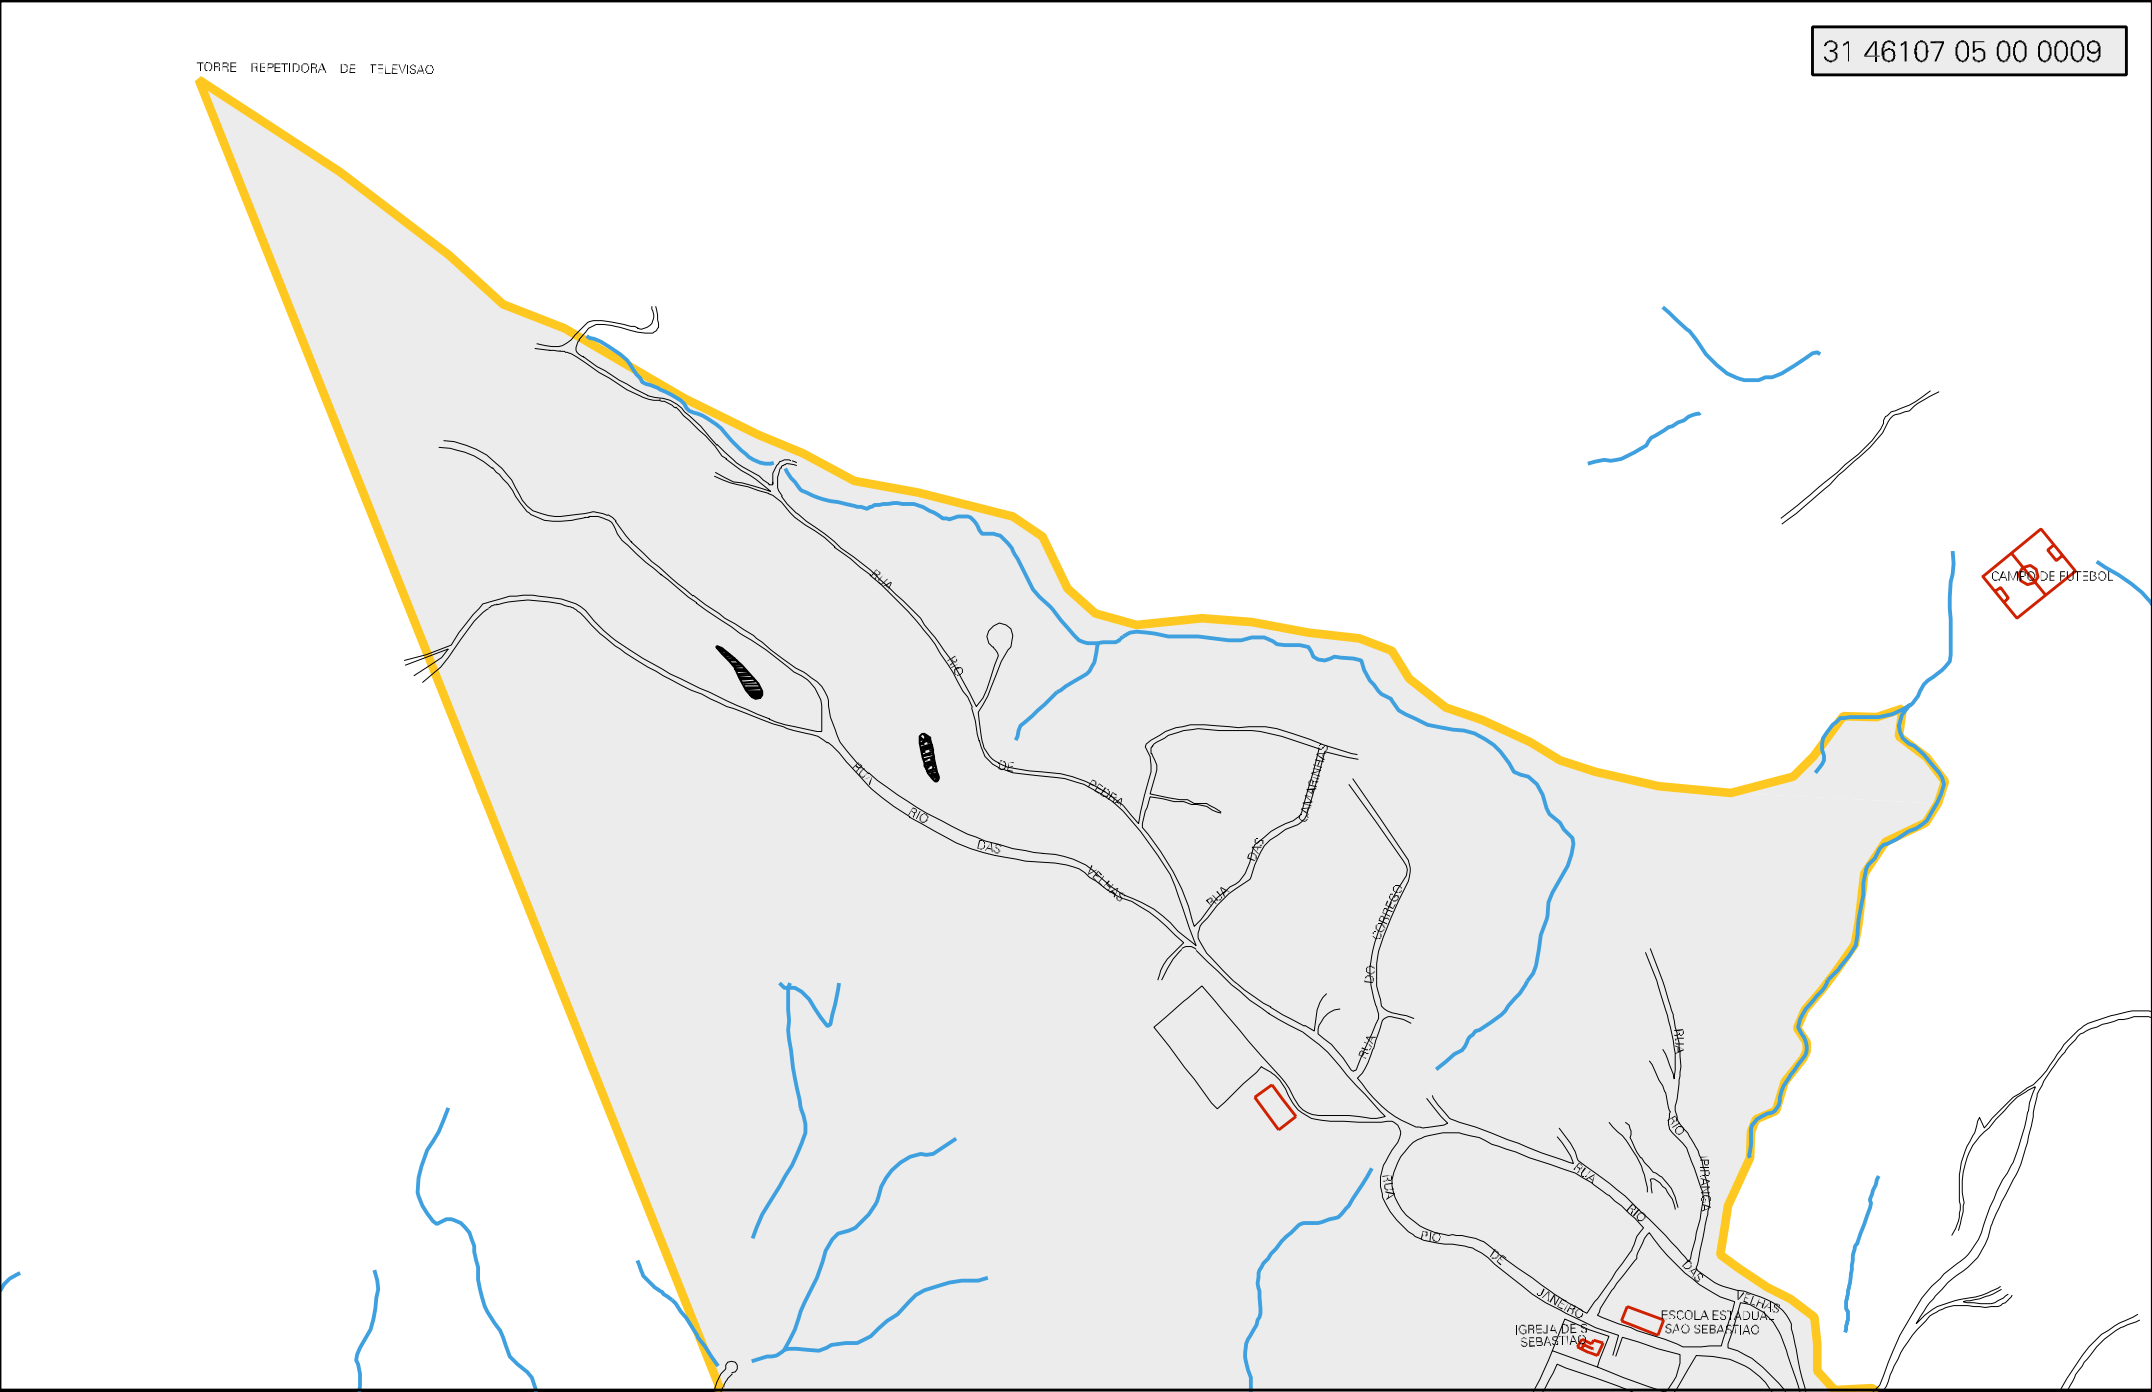 31 46107 05 00 0009
TORRE REPETIDORA DE TELEVISAO
CAMPO DE FUTEBOL
RUA RIO DE PEDRA
RUA RIO DAS VELHAS
RUA DAS CAMARINHAS
RUA DO CORREGO
RUA RIO IPIRANGA
RUA RIO DAS VELHAS
RUA RIO DE JANEIRO
ESCOLA ESTADUAL
SAO SEBASTIAO
IGREJA DE S
SEBASTIAO